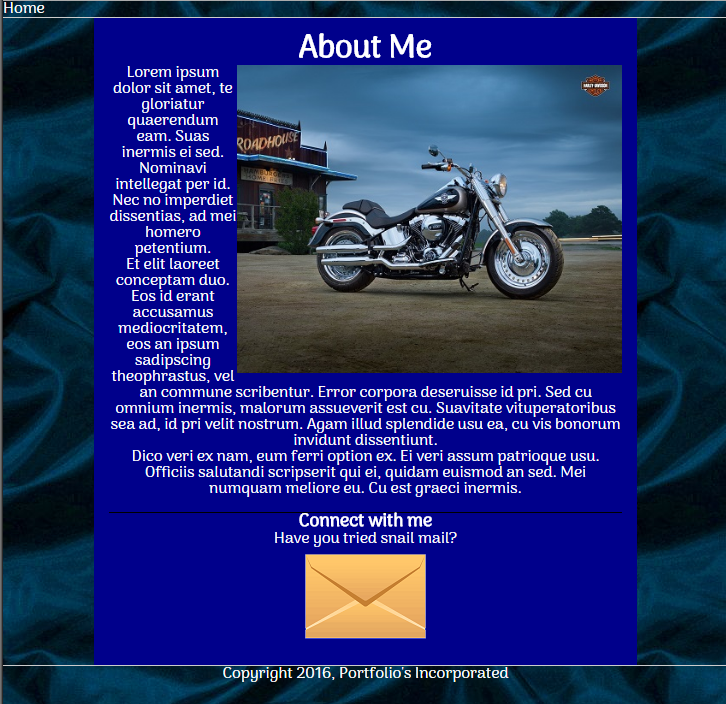 Home
About Me
Lorem ipsum
dolor sit amet, te
gloriatur
quaerendum
eam. Suas
inermis ei sed.
Nominavi
intellegat per id.
Nec no imperdiet
dissentias, ad mei
homero
petentium.
Et elit laoreet
conceptam duo.
Eos id erant
accusamus
mediocritatem,
eos an ipsum
sadipscing
theophrastus, vel
an commune scribentur. Error corpora deseruisse id pri. Sed cu
omnium inermis, malorum assueverit est cu. Suavitate vituperatoribus
sea ad, id pri velit nostrum. Agam illud splendide usu ea, cu vis bonorum
invidunt dissentiunt.
Dico veri ex nam, eum ferri option ex. Ei veri assum patrioque usu.
Officiis salutandi scripserit qui ei, quidam euismod an sed. Mei
numquam meliore eu. Cu est graeci inermis.
HARLEY-DAVIDSON
ROADHOUSE
HAMBURGERS
Connect with me
Have you tried snail mail?
Copyright 2016, Portfolio's Incorporated